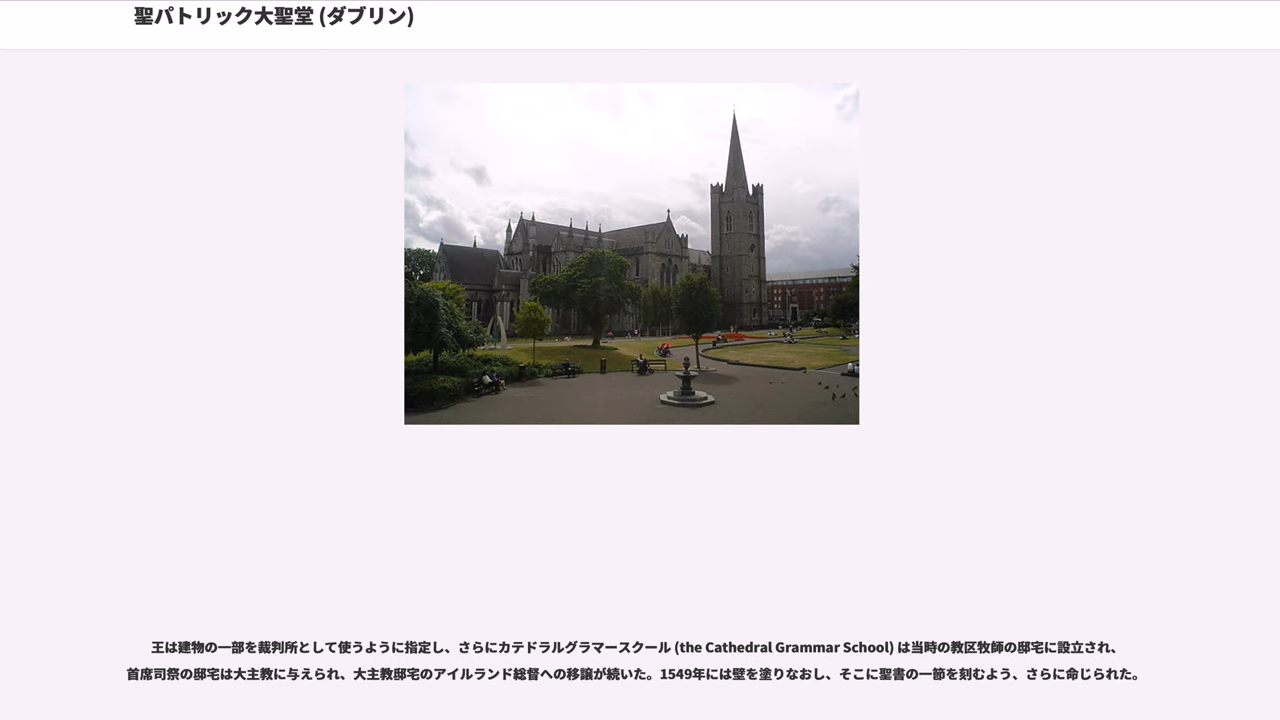 聖パトリック大聖堂 (ダブリン)
王は建物の一部を裁判所として使うように指定し、さらにカテドラルグラマースクール (the Cathedral Grammar School) は当時の教区牧師の邸宅に設立され、
首席司祭の邸宅は大主教に与えられ、大主教邸宅のアイルランド総督への移譲が続いた。1549年には壁を塗りなおし、そこに聖書の一節を刻むよう、さらに命じられた。